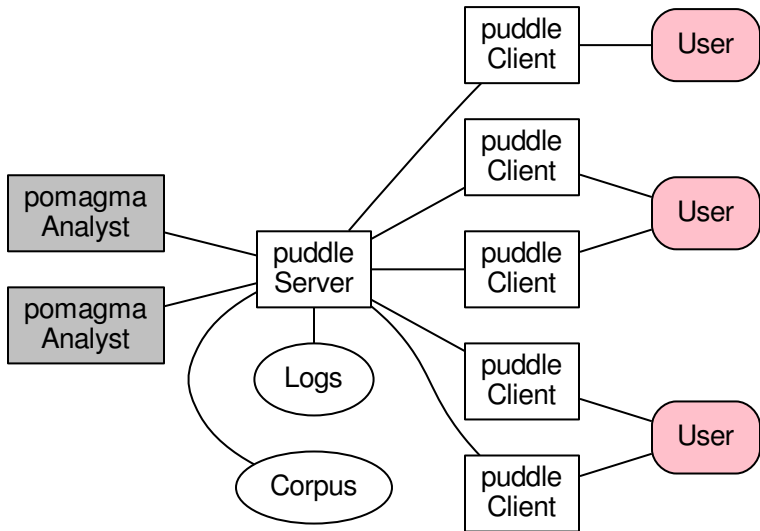 puddle
Client
User
puddle
Client
pomagma
Analyst
User
puddle
Server
puddle
Client
pomagma
Analyst
Logs
puddle
Client
User
Corpus
puddle
Client